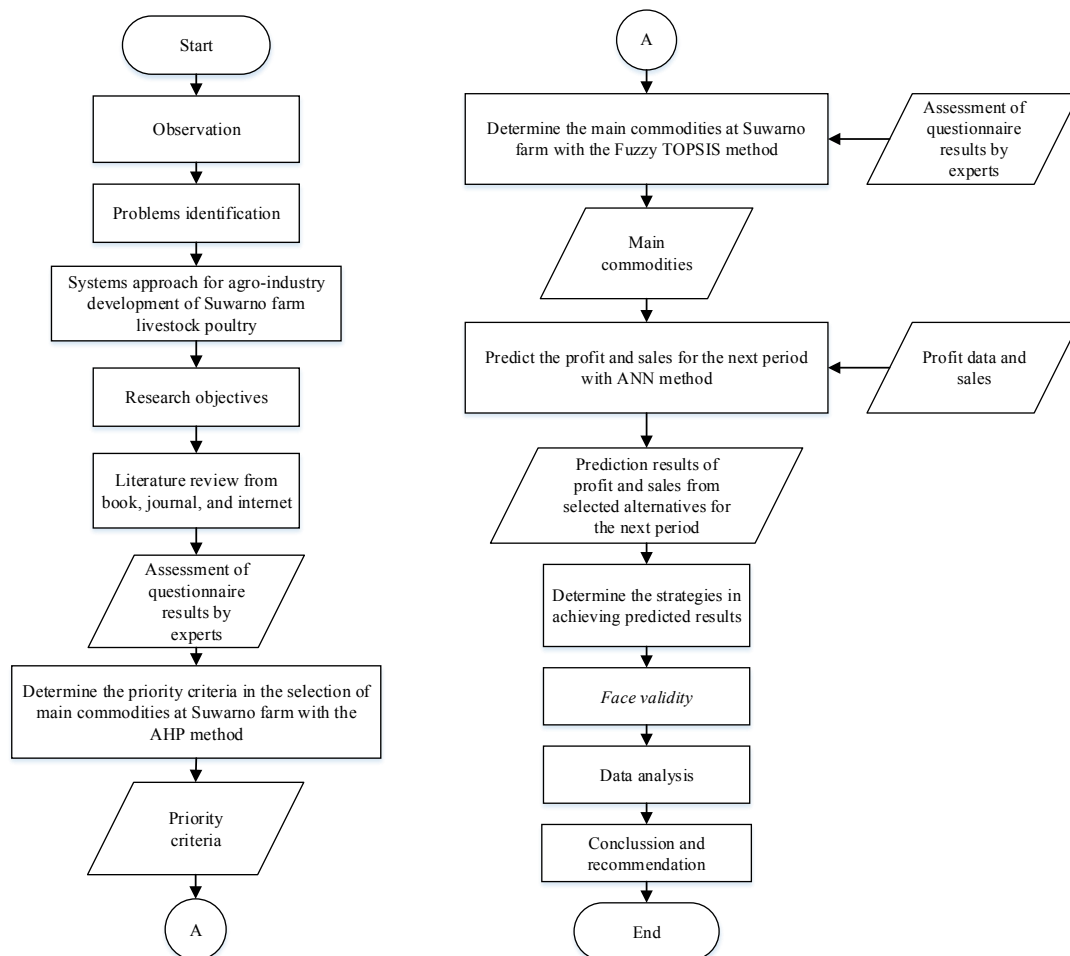 Start
Observation
Problems identification
Systems approach for agro-industry
development of Suwarno farm
livestock poultry
Research objectives
Literature review from
book, journal, and internet
Assessment of
questionnaire
results by
experts
Determine the priority criteria in the selection of
main commodities at Suwarno farm with the
AHP method
Priority
criteria
A
A
Determine the main commodities at Suwarno
farm with the Fuzzy TOPSIS method
Assessment of
questionnaire
results by
experts
Main
commodities
Predict the profit and sales for the next period
with ANN method
Profit data and
sales
Prediction results of
profit and sales from
selected alternatives for
the next period
Determine the strategies in
achieving predicted results
Face validity
Data analysis
Conclussion and
recommendation
End